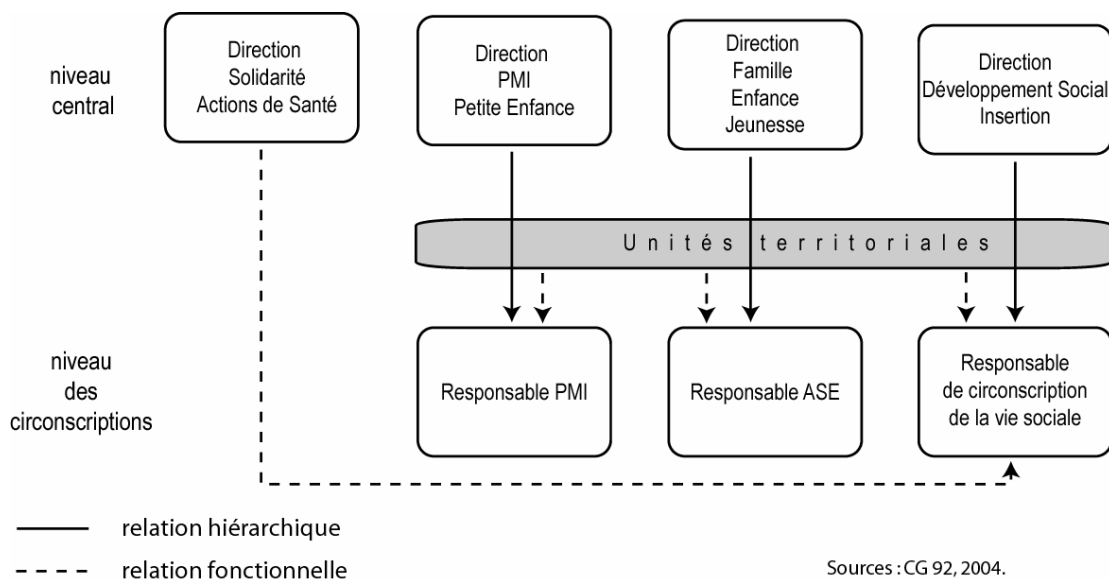 niveau
central
Direction
Solidarité
Actions de Santé
Direction
PMI
Petite Enfance
Direction
Famille
Enfance
Jeunesse
Direction
Développement Social
Insertion
Unités territoriales
niveau
des
circonscriptions
Responsable PMI
Responsable ASE
Responsable
de circonscription
de la vie sociale
relation hiérarchique
relation fonctionnelle
Sources : CG 92, 2004.